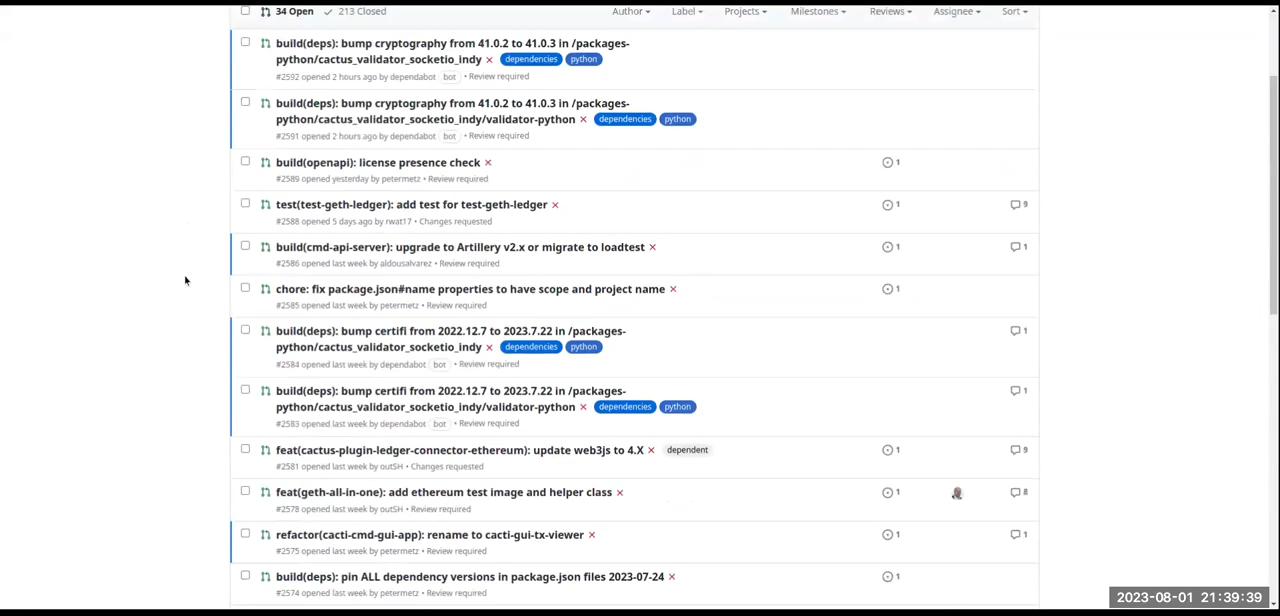 34 Open 213 Closed Author Label Projects Milestones Reviews Assignee Sort
build(deps): bump cryptography from 41.0.2 to 41.0.3 in /packages-
python/cactus_validator_socketio_indy dependencies python
#2592 opened 2 hours ago by dependabot bot • Review required
build(deps): bump cryptography from 41.0.2 to 41.0.3 in /packages-
python/cactus_validator_socketio_indy/validator-python dependencies python
#2591 opened 2 hours ago by dependabot bot • Review required
build(openapi): license presence check 1
#2589 opened yesterday by petermetz • Review required
test(test-geth-ledger): add test for test-geth-ledger 1 9
#2588 opened 5 days ago by rwat17 • Changes requested
build(cmd-api-server): upgrade to Artillery v2.x or migrate to loadtest 1 1
#2586 opened last week by aldousalvarez • Review required
chore: fix package.json#name properties to have scope and project name 1
#2585 opened last week by petermetz • Review required
build(deps): bump certifi from 2022.12.7 to 2023.7.22 in /packages- 1
python/cactus_validator_socketio_indy dependencies python
#2584 opened last week by dependabot bot • Review required
build(deps): bump certifi from 2022.12.7 to 2023.7.22 in /packages- 1
python/cactus_validator_socketio_indy/validator-python dependencies python
#2583 opened last week by dependabot bot • Review required
feat(cactus-plugin-ledger-connector-ethereum): update web3js to 4.X dependent 1 9
#2581 opened last week by outSH • Changes requested
feat(geth-all-in-one): add ethereum test image and helper class 1 8
#2578 opened last week by outSH • Review required
refactor(cacti-cmd-gui-app): rename to cacti-gui-tx-viewer 1 1
#2575 opened last week by petermetz • Review required
build(deps): pin ALL dependency versions in package.json files 2023-07-24 1
#2574 opened last week by petermetz • Review required
2023-08-01 21:39:39